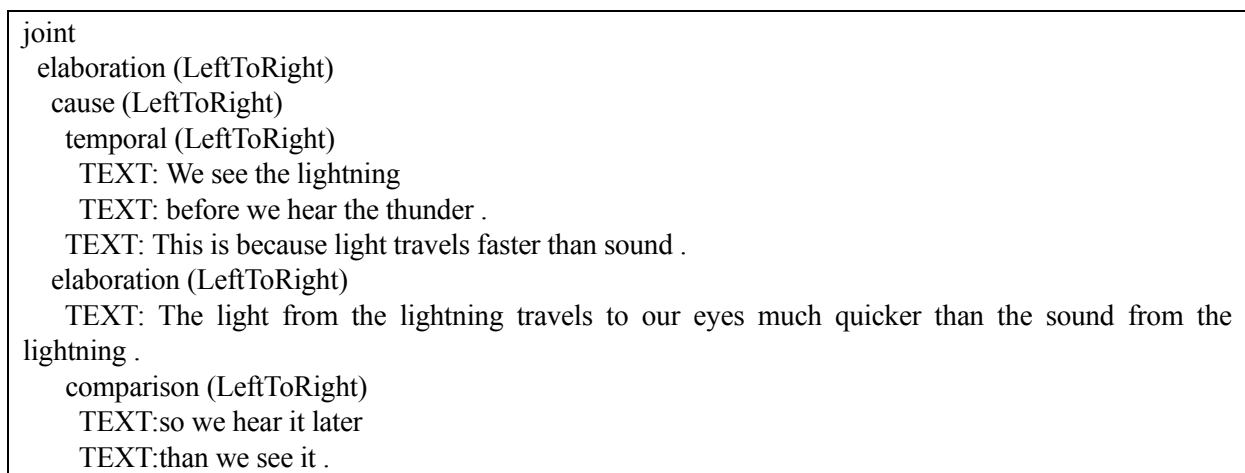 joint
elaboration (LeftToRight)
cause (LeftToRight)
temporal (LeftToRight)
TEXT: We see the lightning
TEXT: before we hear the thunder .
TEXT: This is because light travels faster than sound .
elaboration (LeftToRight)
TEXT: The light from the lightning travels to our eyes much quicker than the sound from the
lightning .
comparison (LeftToRight)
TEXT:so we hear it later
TEXT:than we see it .